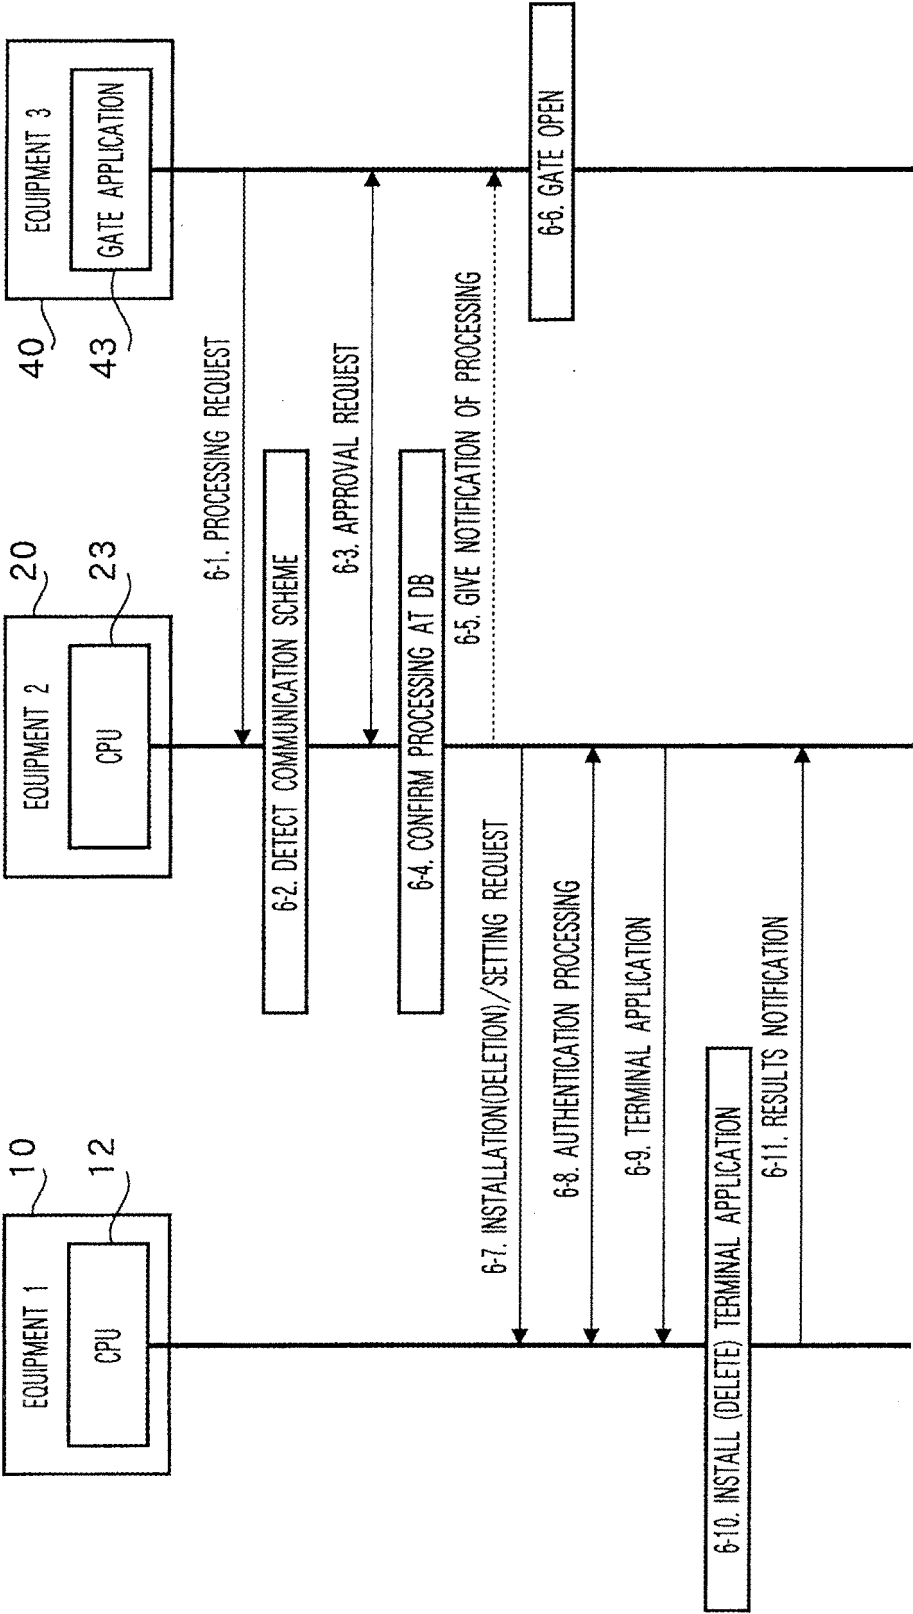 EQUIPMENT 1
CPU
10
12
EQUIPMENT 2
CPU
20
23
EQUIPMENT 3
GATE APPLICATION
40
43
6-1. PROCESSING REQUEST
6-2. DETECT COMMUNICATION SCHEME
6-3. APPROVAL REQUEST
6-4. CONFIRM PROCESSING AT DB
6-5. GIVE NOTIFICATION OF PROCESSING
6-6. GATE OPEN
6-7. INSTALLATION(DELETION)/SETTING REQUEST
6-8. AUTHENTICATION PROCESSING
6-9. TERMINAL APPLICATION
6-10. INSTALL (DELETE) TERMINAL APPLICATION
6-11. RESULTS NOTIFICATION